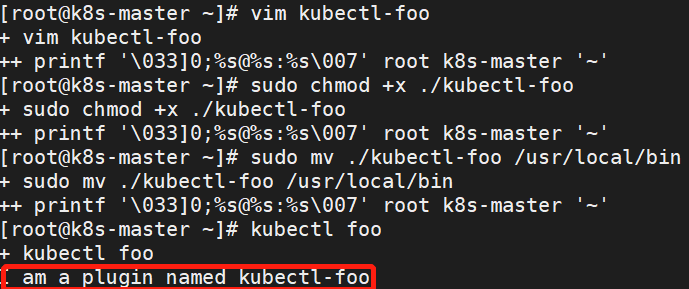 [root@k8s-master ~]# vim kubectl-foo
+ vim kubectl-foo
++ printf '\033]0;%s@%s:%s\007' root k8s-master '~'
[root@k8s-master ~]# sudo chmod +x ./kubectl-foo
+ sudo chmod +x ./kubectl-foo
++ printf '\033]0;%s@%s:%s\007' root k8s-master '~'
[root@k8s-master ~]# sudo mv ./kubectl-foo /usr/local/bin
+ sudo mv ./kubectl-foo /usr/local/bin
++ printf '\033]0;%s@%s:%s\007' root k8s-master '~'
[root@k8s-master ~]# kubectl foo
+ kubectl foo
I am a plugin named kubectl-foo